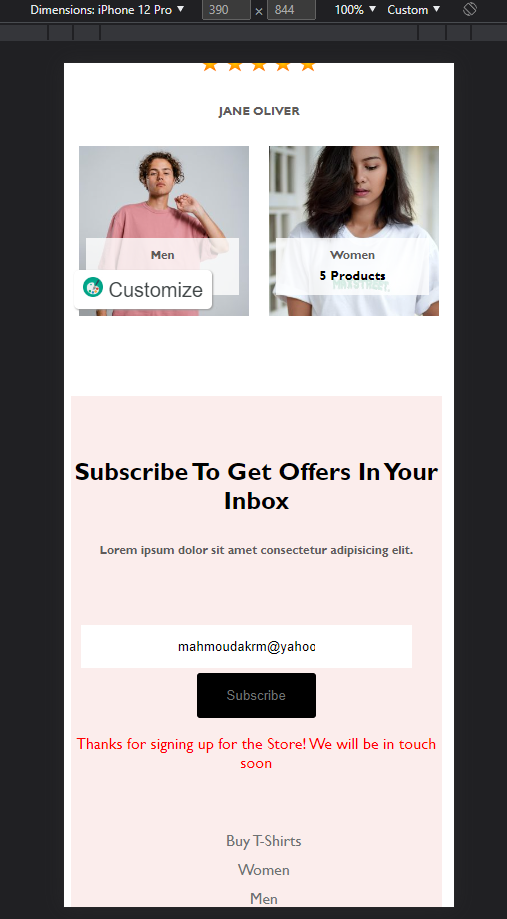 Dimensions: iPhone 12 Pro 390 × 844 100% Custom
JANE OLIVER
Men
Women
5 Products
Customize
Subscribe To Get Offers In Your
Inbox
Lorem ipsum dolor sit amet consectetur adipisicing elit.
mahmoudakrm@yahoo
Subscribe
Thanks for signing up for the Store! We will be in touch
soon
Buy T-Shirts
Women
Men